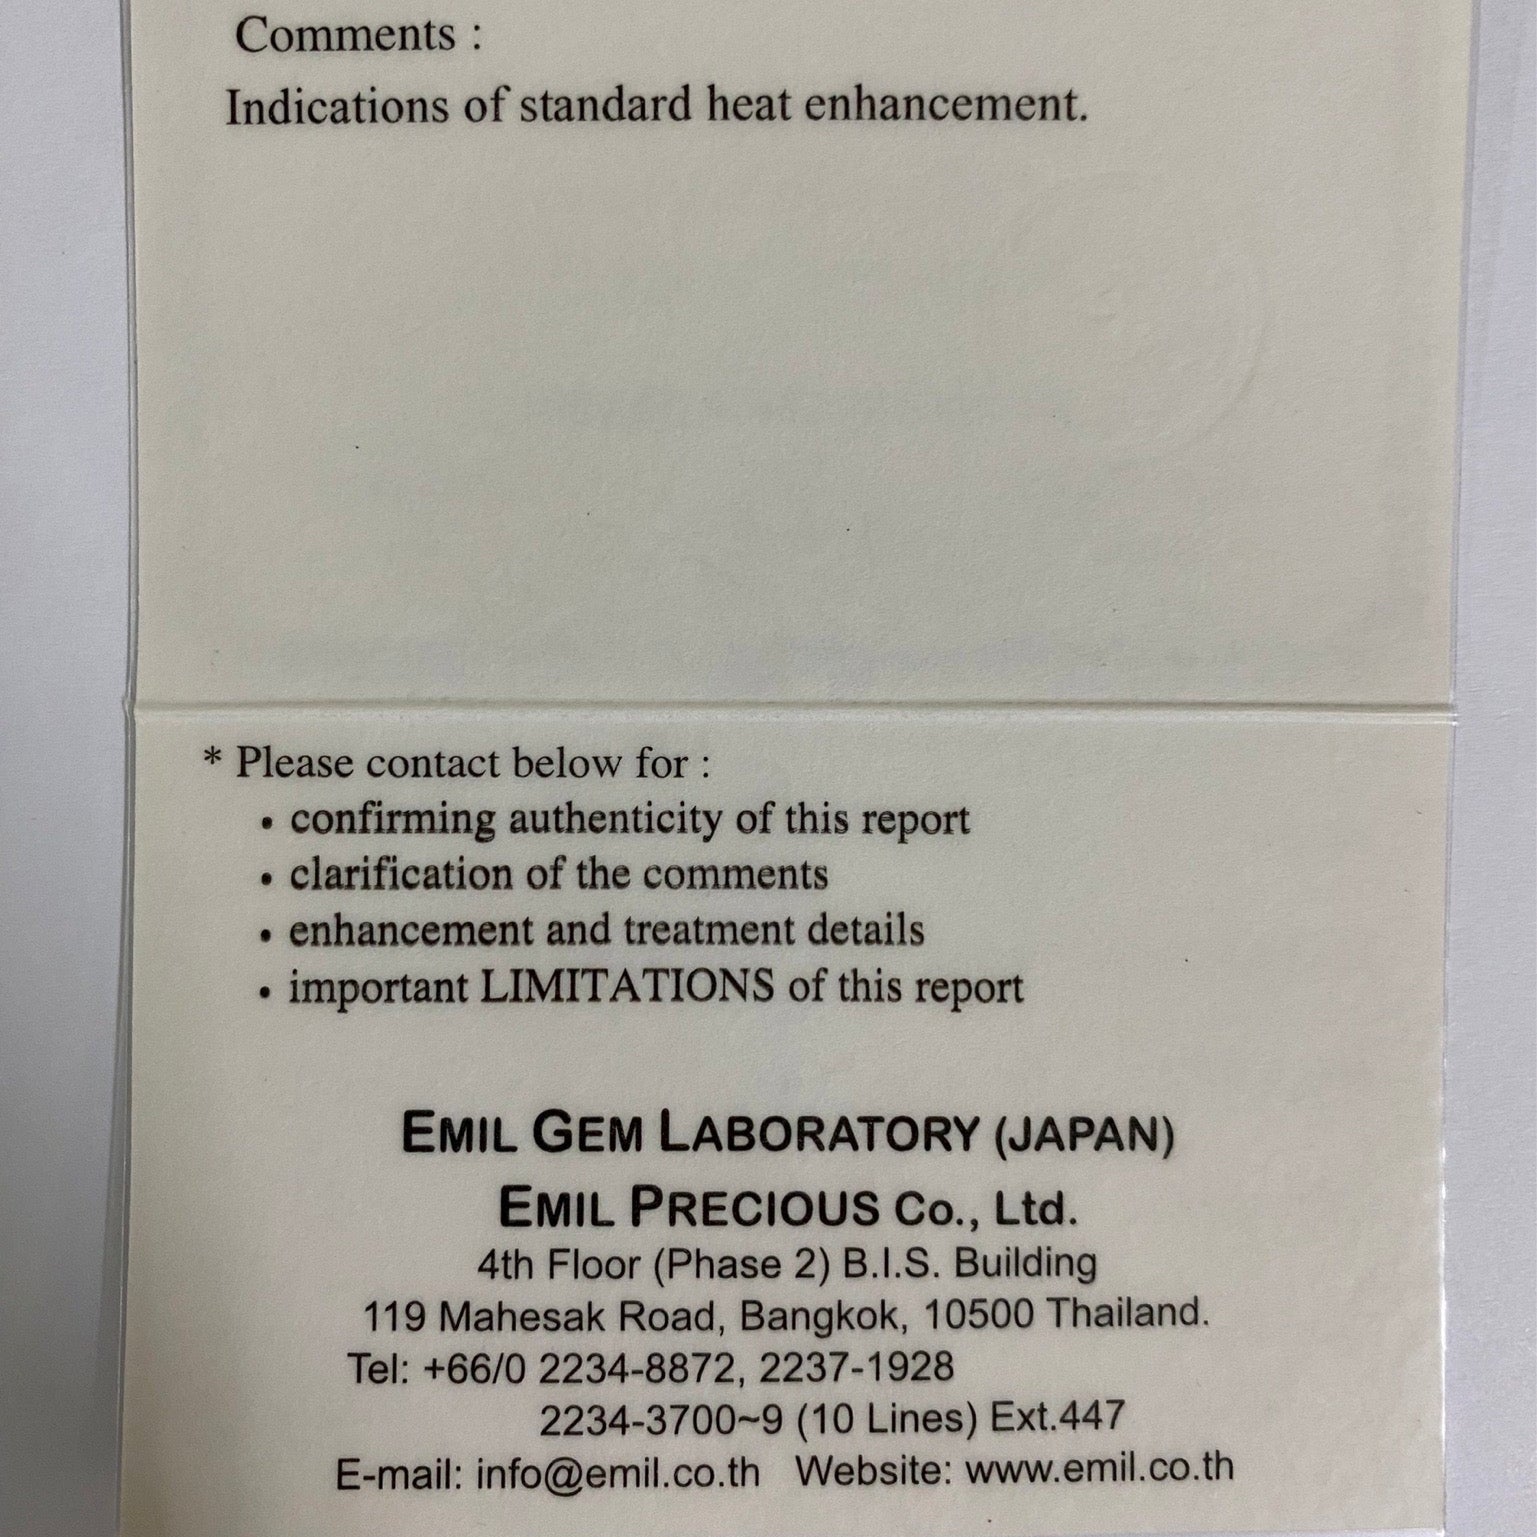 Comments :
Indications of standard heat enhancement.
* Please contact below for :
• confirming authenticity of this report
• clarification of the comments
• enhancement and treatment details
• important LIMITATIONS of this report
EMIL GEM LABORATORY (JAPAN)
EMIL PRECIOUS Co., Ltd.
4th Floor (Phase 2) B.I.S. Building
119 Mahesak Road, Bangkok, 10500 Thailand.
Tel: +66/0 2234-8872, 2237-1928
2234-3700~9 (10 Lines) Ext.447
E-mail: info@emil.co.th Website: www.emil.co.th